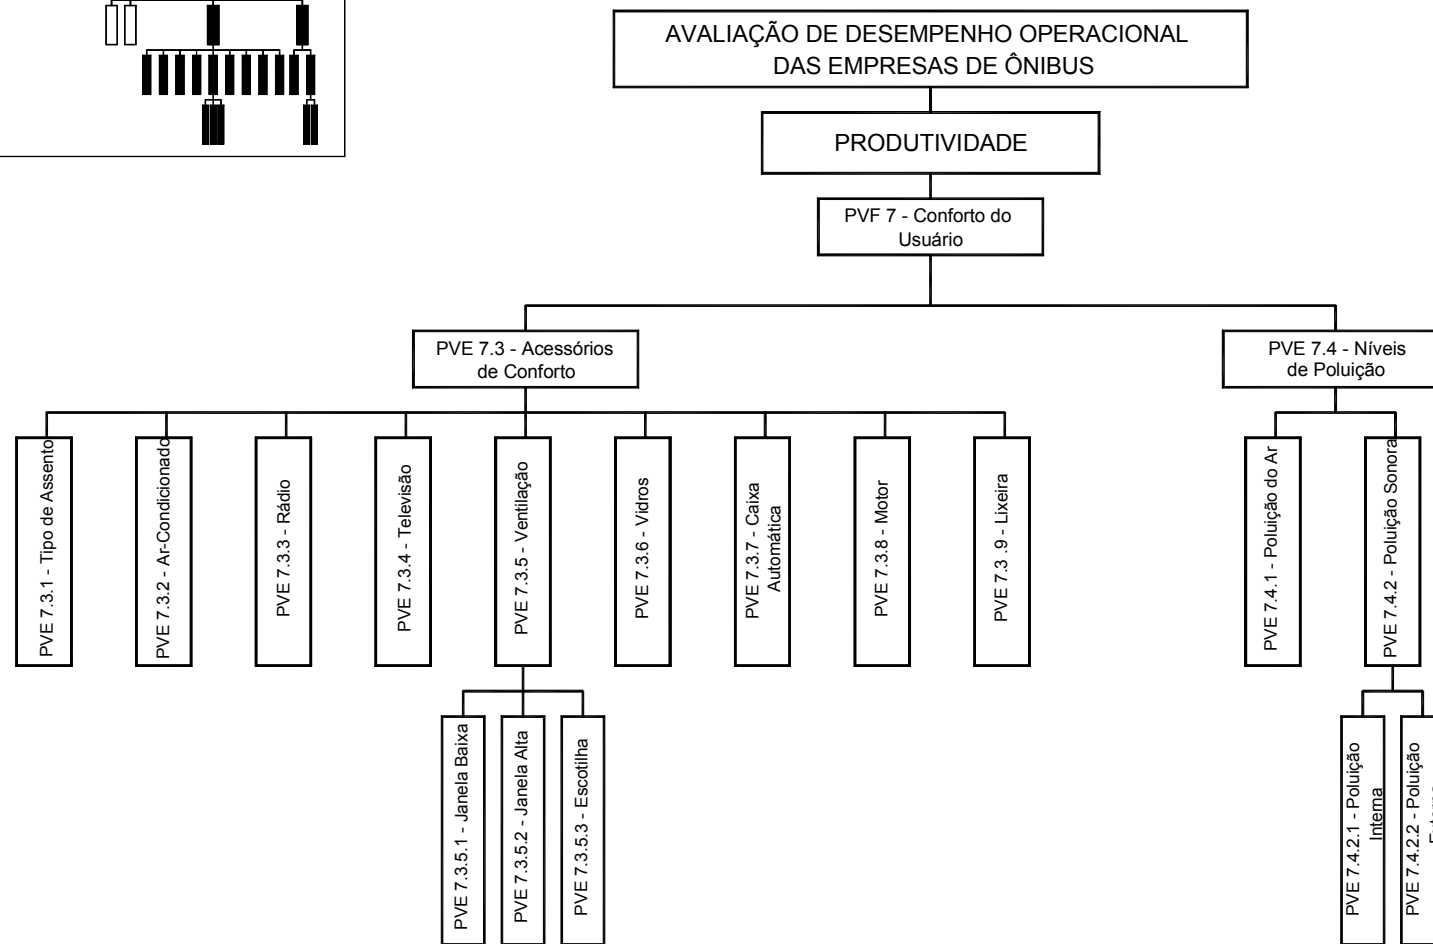 AVALIAÇÃO DE DESEMPENHO OPERACIONAL
DAS EMPRESAS DE ÔNIBUS
PRODUTIVIDADE
PVF 7 - Conforto do
Usuário
PVE 7.3 - Acessórios
de Conforto
PVE 7.4 - Níveis
de Poluição
PVE 7.3.1 - Tipo de Assento
PVE 7.3.2 - Ar-Condicionado
PVE 7.3.3 - Rádio
PVE 7.3.4 - Televisão
PVE 7.3.5 - Ventilação
PVE 7.3.6 - Vidros
PVE 7.3.7 - Caixa
Automática
PVE 7.3.8 - Motor
PVE 7.3 .9 - Lixeira
PVE 7.4.1 - Poluição do Ar
PVE 7.4.2 - Poluição Sonora
PVE 7.3.5.1 - Janela Baixa
PVE 7.3.5.2 - Janela Alta
PVE 7.3.5.3 - Escotilha
PVE 7.4.2.1 - Poluição
Interna
PVE 7.4.2.2 - Poluição